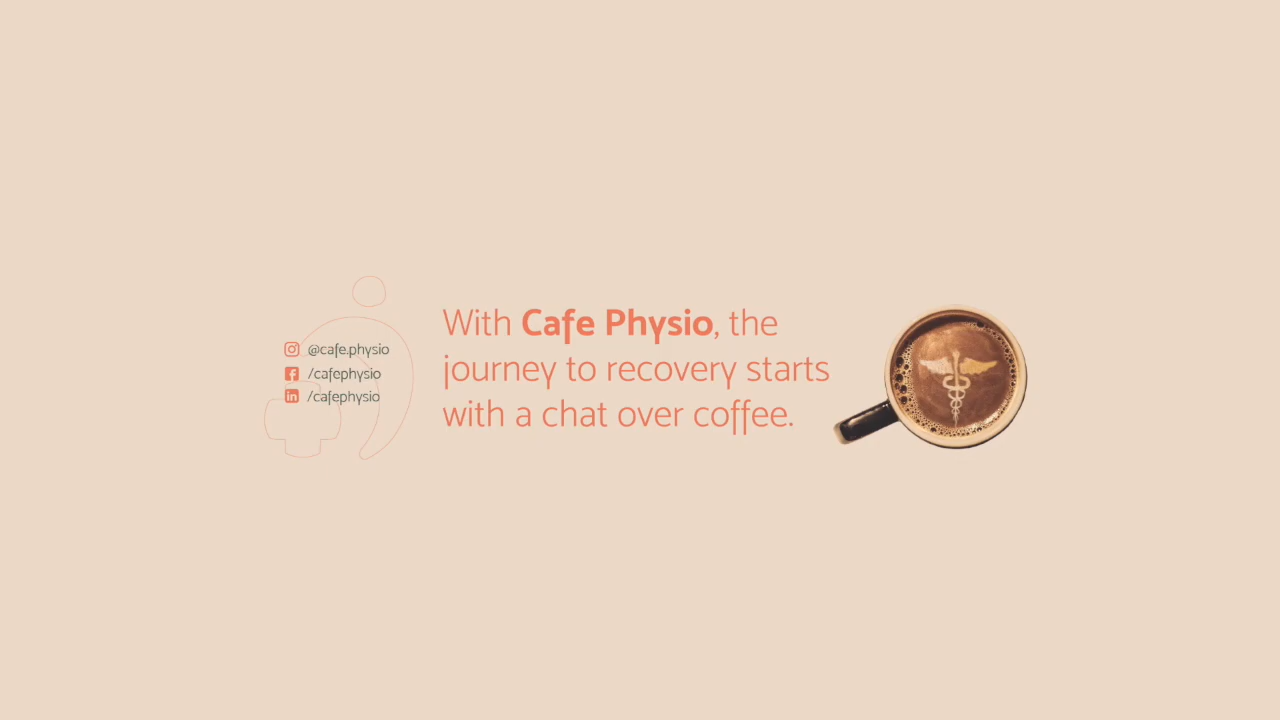 @cafe.physio
/cafephysio
/cafephysio
With Cafe Physio, the
journey to recovery starts
with a chat over coffee.